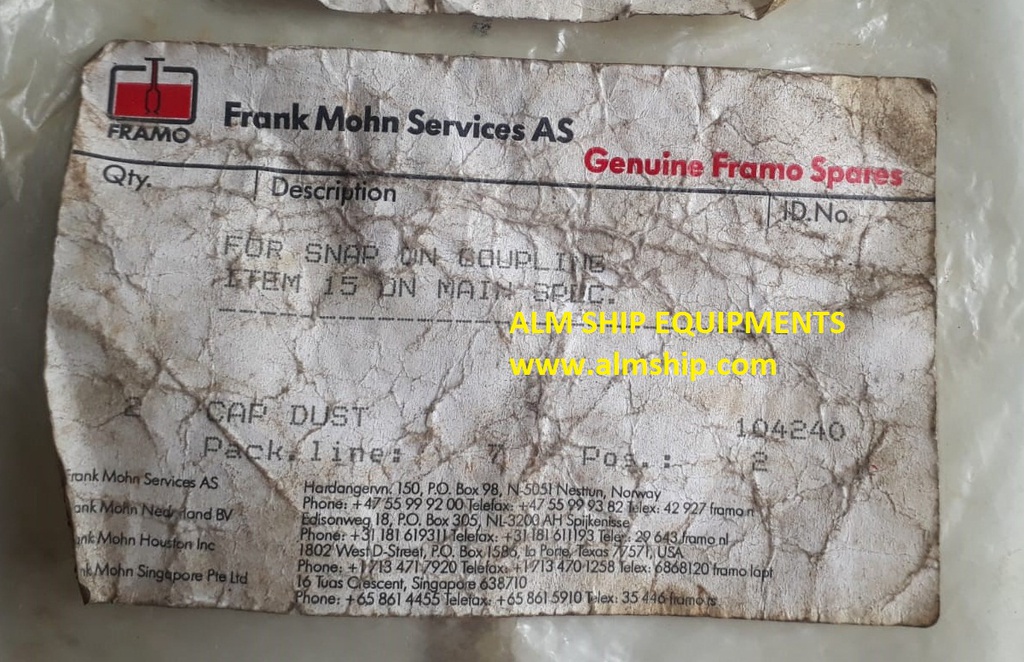 FRAMO
Frank Mohn Services AS
Genuine Framo Spares
Qty. Description ID.No.
FOR SNAP ON COUPLING
ITEM 15 ON MAIN SPEC.
ALM SHIP EQUIPMENTS
www.almship.com
2 CAP DUST 104240
Pack.line: 7 Pos.: 2
Frank Mohn Services AS Hardangervn. 150, P.O. Box 98, N-5051 Nesttun, Norway
Phone: +47 55 99 92 00 Telefax: +47 55 99 93 82 Telex: 42 927 framo n
ank Mohn Nederland BV Edisonweg 18, P.O. Box 305, NL-3200 AH Spijkenisse
Phone: +31 181 619311 Telefax: +31 181 611193 Telex: 29 643 framo nl
nk Mohn Houston Inc 1802 West D-Street, P.O. Box 1586, la Porte, Texas 77571, USA
Phone: +1 713 471 7920 Telefax: +1 713 470 1258 Telex: 6868120 framo lapt
nk Mohn Singapore Pte Ltd 16 Tuas Crescent, Singapore 638710
Phone: +65 861 4455 Telefax: +65 861 5910 Telex: 35 446 framo rs